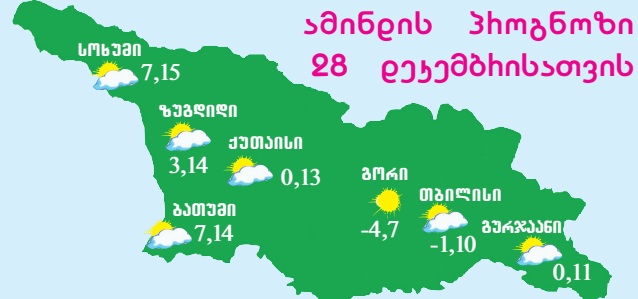 ამინდის პროგნოზი
28 დეკემბრისათვის
სოხუმი
7,15
ზუგდიდი
3,14
ქუთაისი
0,13
ბათუმი
7,14
გორი
-4,7
თბილისი
-1,10
გურჯაანი
0,11